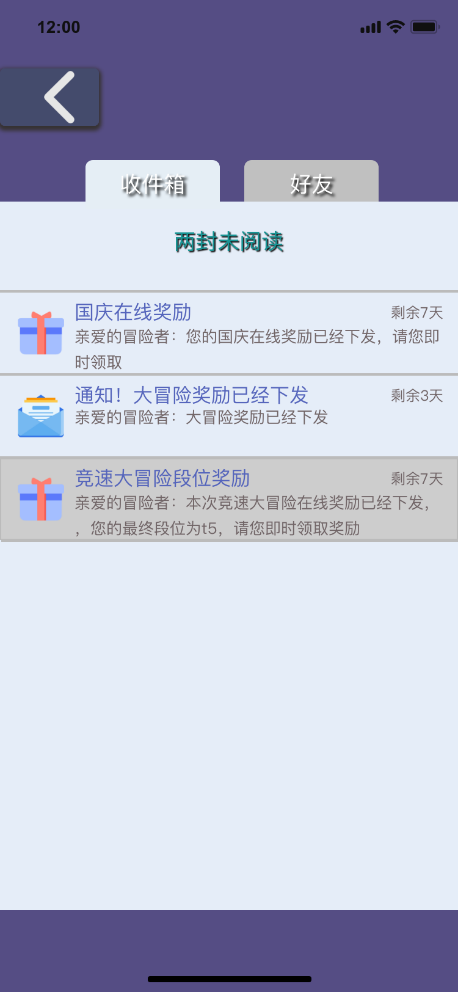 12:00
收件箱
好友
两封未阅读
国庆在线奖励
剩余7天
亲爱的冒险者：您的国庆在线奖励已经下发，请您即
时领取
通知！大冒险奖励已经下发
剩余3天
亲爱的冒险者：大冒险奖励已经下发
竞速大冒险段位奖励
剩余7天
亲爱的冒险者：本次竞速大冒险在线奖励已经下发，
，您的最终段位为t5，请您即时领取奖励